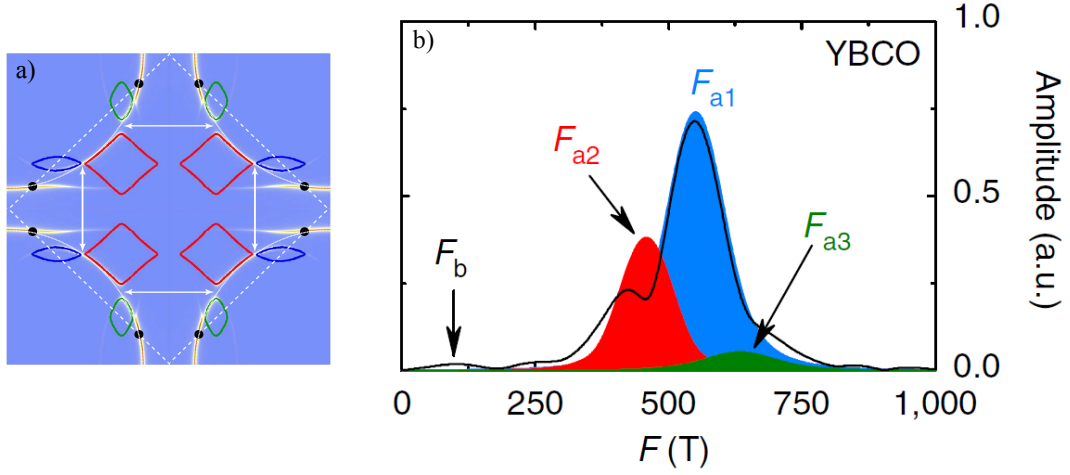 a)
b)
YBCO
F_a1
F_a2
F_a3
F_b
1.0
0.5
0.0
Amplitude (a.u.)
0 250 500 750 1,000
F (T)